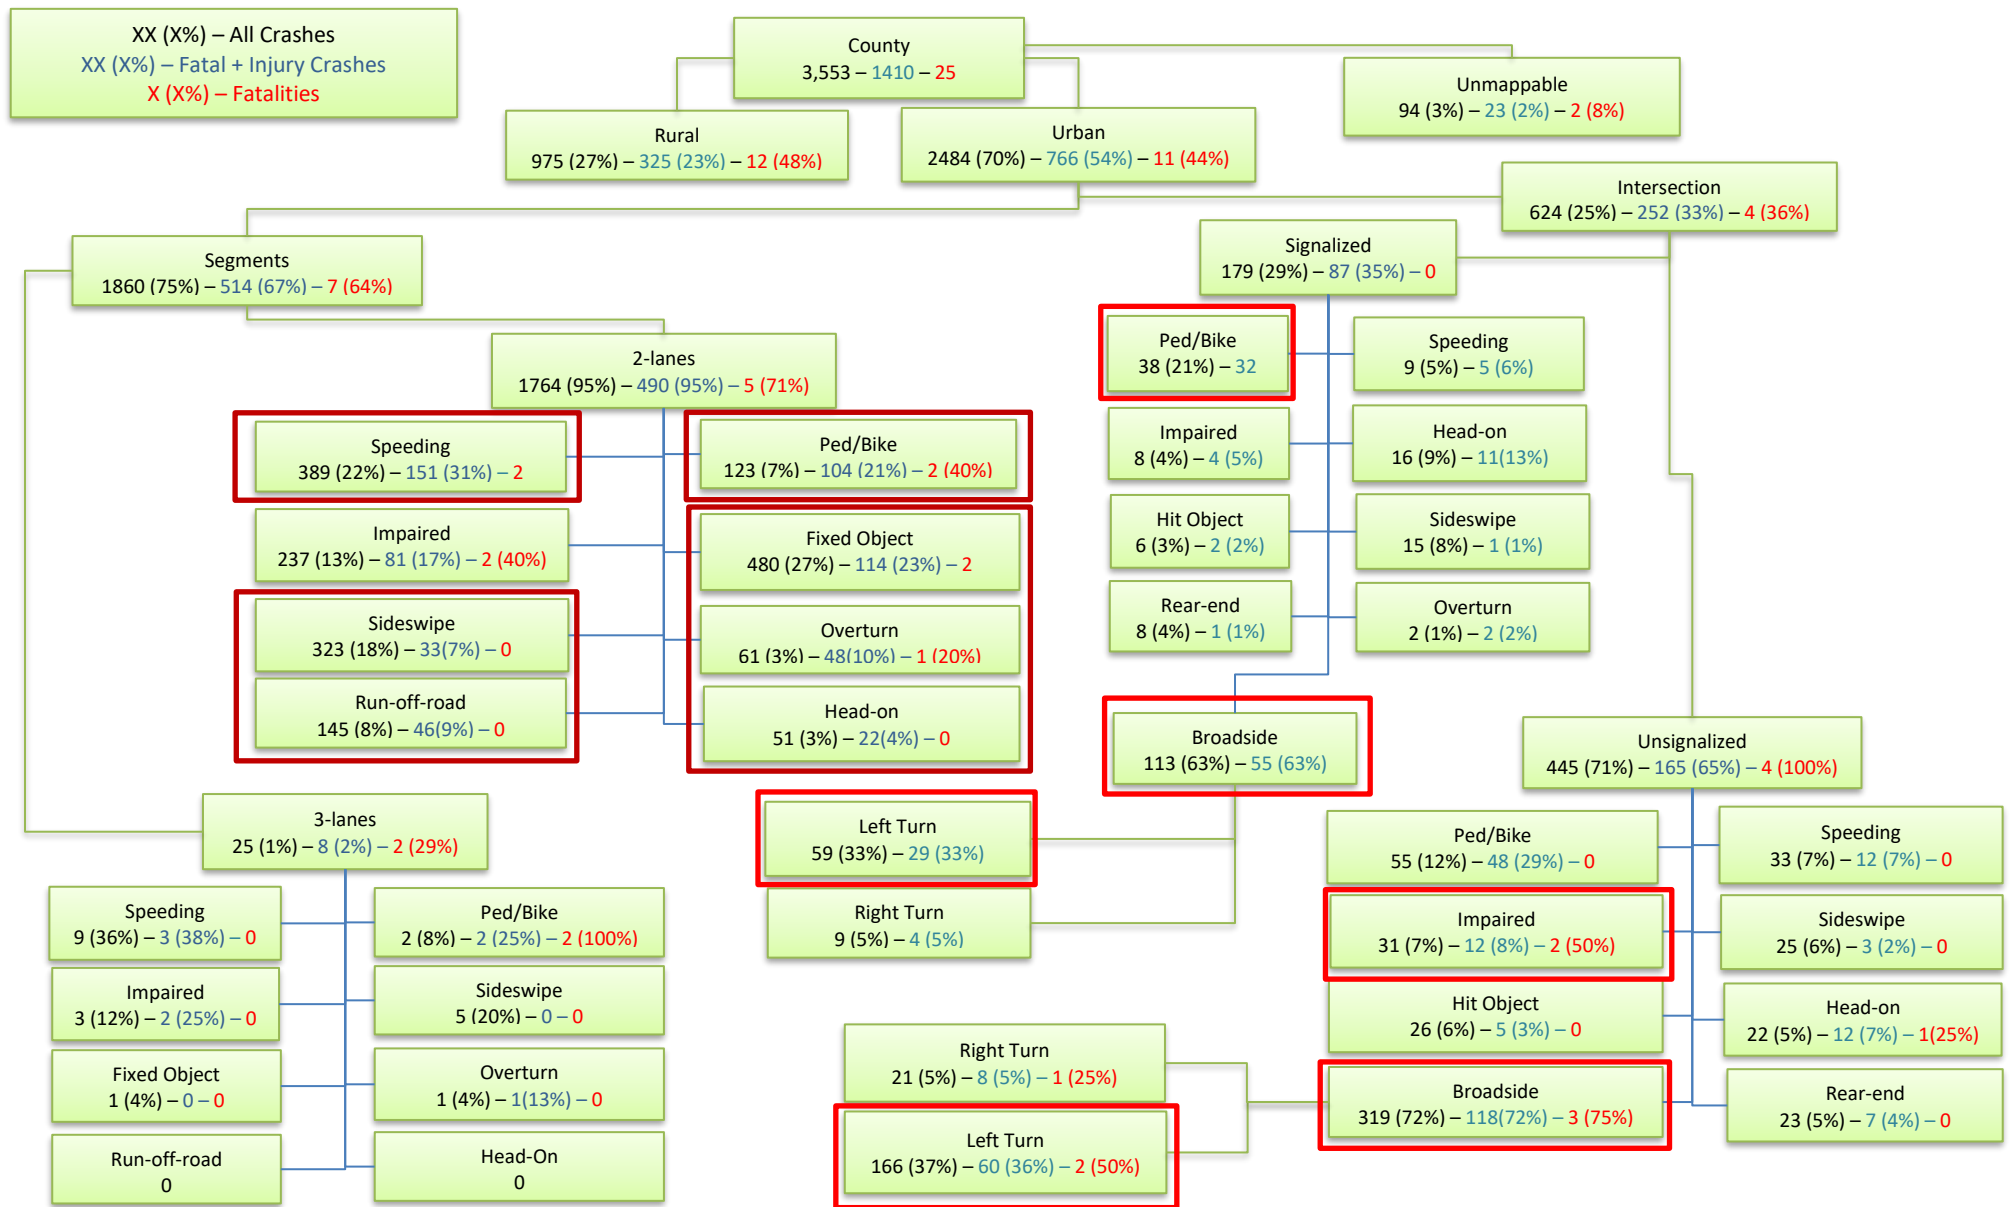 XX (X%) – All Crashes
XX (X%) – Fatal + Injury Crashes
X (X%) – Fatalities
County
3,553 – 1410 – 25
Unmappable
94 (3%) – 23 (2%) – 2 (8%)
Rural
975 (27%) – 325 (23%) – 12 (48%)
Urban
2484 (70%) – 766 (54%) – 11 (44%)
Intersection
624 (25%) – 252 (33%) – 4 (36%)
Segments
1860 (75%) – 514 (67%) – 7 (64%)
Signalized
179 (29%) – 87 (35%) – 0
2-lanes
1764 (95%) – 490 (95%) – 5 (71%)
Speeding
389 (22%) – 151 (31%) – 2
Ped/Bike
123 (7%) – 104 (21%) – 2 (40%)
Impaired
237 (13%) – 81 (17%) – 2 (40%)
Fixed Object
480 (27%) – 114 (23%) – 2
Sideswipe
323 (18%) – 33(7%) – 0
Overturn
61 (3%) – 48(10%) – 1 (20%)
Run-off-road
145 (8%) – 46(9%) – 0
Head-on
51 (3%) – 22(4%) – 0
Ped/Bike
38 (21%) – 32
Speeding
9 (5%) – 5 (6%)
Impaired
8 (4%) – 4 (5%)
Head-on
16 (9%) – 11(13%)
Hit Object
6 (3%) – 2 (2%)
Sideswipe
15 (8%) – 1 (1%)
Rear-end
8 (4%) – 1 (1%)
Overturn
2 (1%) – 2 (2%)
Broadside
113 (63%) – 55 (63%)
Left Turn
59 (33%) – 29 (33%)
Right Turn
9 (5%) – 4 (5%)
Unsignalized
445 (71%) – 165 (65%) – 4 (100%)
Ped/Bike
55 (12%) – 48 (29%) – 0
Speeding
33 (7%) – 12 (7%) – 0
Impaired
31 (7%) – 12 (8%) – 2 (50%)
Sideswipe
25 (6%) – 3 (2%) – 0
Hit Object
26 (6%) – 5 (3%) – 0
Head-on
22 (5%) – 12 (7%) – 1(25%)
Broadside
319 (72%) – 118(72%) – 3 (75%)
Rear-end
23 (5%) – 7 (4%) – 0
Right Turn
21 (5%) – 8 (5%) – 1 (25%)
Left Turn
166 (37%) – 60 (36%) – 2 (50%)
3-lanes
25 (1%) – 8 (2%) – 2 (29%)
Speeding
9 (36%) – 3 (38%) – 0
Ped/Bike
2 (8%) – 2 (25%) – 2 (100%)
Impaired
3 (12%) – 2 (25%) – 0
Sideswipe
5 (20%) – 0 – 0
Fixed Object
1 (4%) – 0 – 0
Overturn
1 (4%) – 1(13%) – 0
Run-off-road
0
Head-On
0